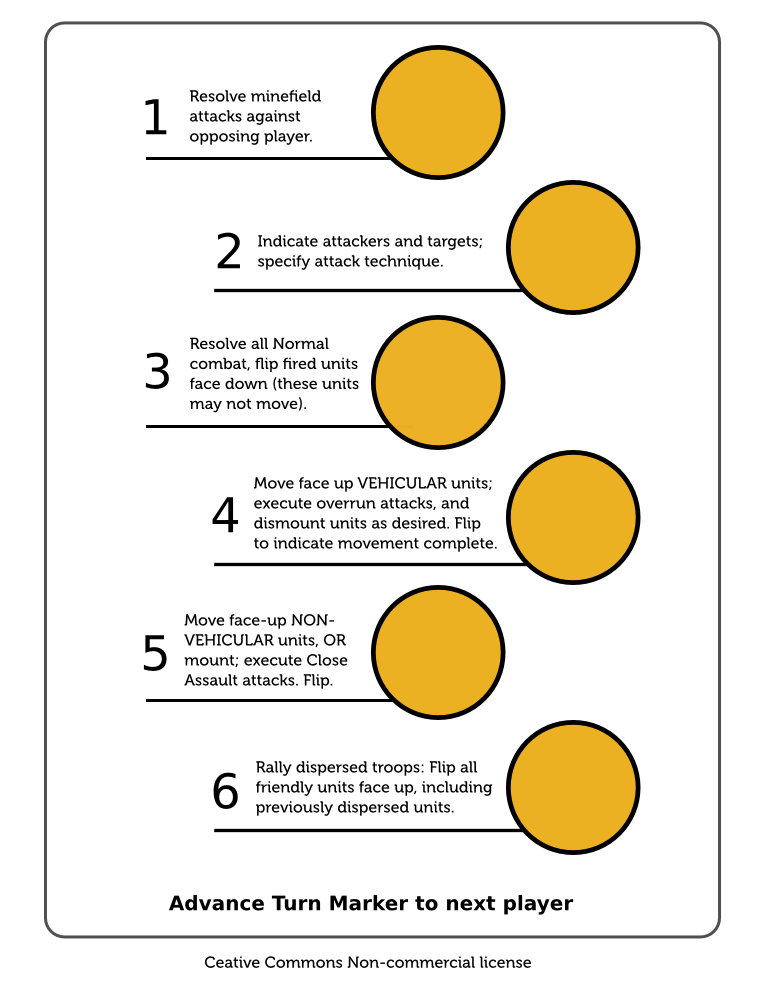 1
Resolve minefield
attacks against
opposing player.
2
Indicate attackers and targets;
specify attack technique.
3
Resolve all Normal
combat, flip fired units
face down (these units
may not move).
4
Move face up VEHICULAR units;
execute overrun attacks, and
dismount units as desired. Flip
to indicate movement complete.
5
Move face-up NON-
VEHICULAR units, OR
mount; execute Close
Assault attacks. Flip.
6
Rally dispersed troops: Flip all
friendly units face up, including
previously dispersed units.
Advance Turn Marker to next player
Ceative Commons Non-commercial license